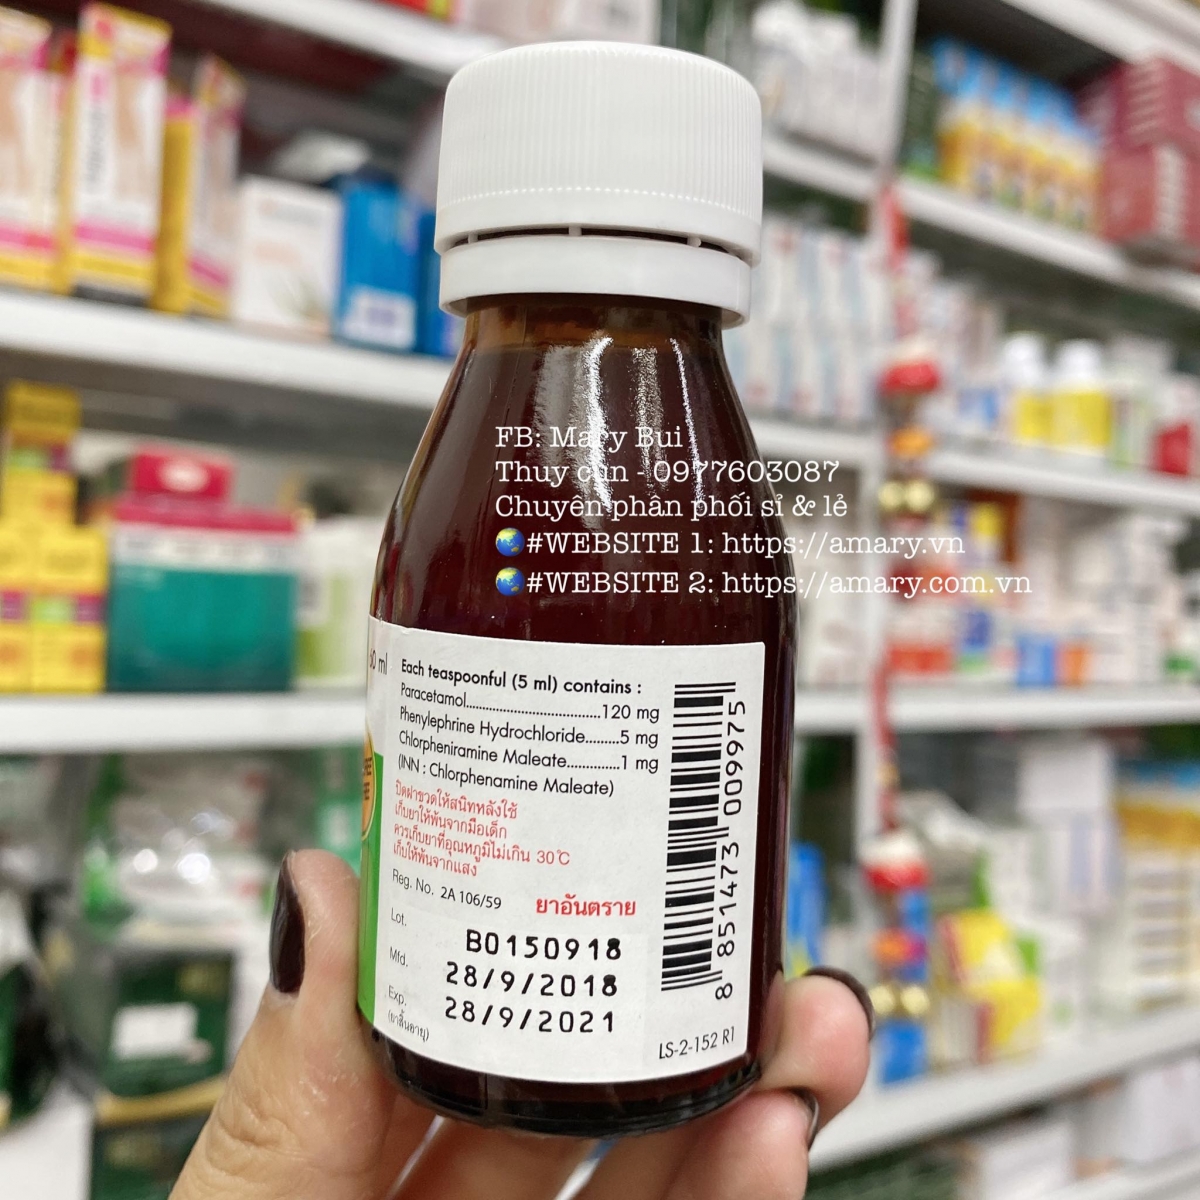 FB: Mary Bui
Thuy cun - 0977603087
Chuyên phân phối sỉ & lẻ
🌏#WEBSITE 1: https://amary.vn
🌏#WEBSITE 2: https://amary.com.vn
60 ml
Each teaspoonful (5 ml) contains :
Paracetamol....................................120 mg
Phenylephrine Hydrochloride.........5 mg
Chlorpheniramine Maleate..............1 mg
(INN : Chlorphenamine Maleate)
ปิดฝาขวดให้สนิทหลังใช้
เก็บยาให้พ้นจากมือเด็ก
ควรเก็บยาที่อุณหภูมิไม่เกิน 30°C
เก็บให้พ้นจากแสง
Reg. No. 2A 106/59
ยาอันตราย
Lot. B0150918
Mfd. 28/9/2018
Exp. 28/9/2021
(ยาสิ้นอายุ)
8 851473 009975
LS-2-152 R1